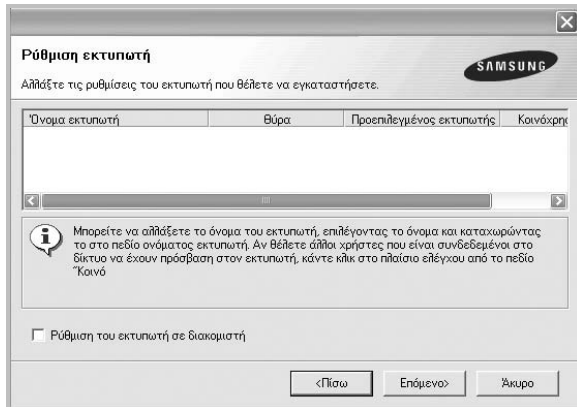 Ρύθμιση εκτυπωτή
SAMSUNG
Αλλάξτε τις ρυθμίσεις του εκτυπωτή που θέλετε να εγκαταστήσετε.
Όνομα εκτυπωτή Θύρα Προεπιλεγμένος εκτυπωτής Κοινόχρη
Μπορείτε να αλλάξετε το όνομα του εκτυπωτή, επιλέγοντας το όνομα και καταχωρώντας
το στο πεδίο ονόματος εκτυπωτή. Αν θέλετε άλλοι χρήστες που είναι συνδεδεμένοι στο
δίκτυο να έχουν πρόσβαση στον εκτυπωτή, κάντε κλικ στο πλαίσιο ελέγχου από το πεδίο
"Κοινό
Ρύθμιση του εκτυπωτή σε διακομιστή
<Πίσω Επόμενο> Άκυρο